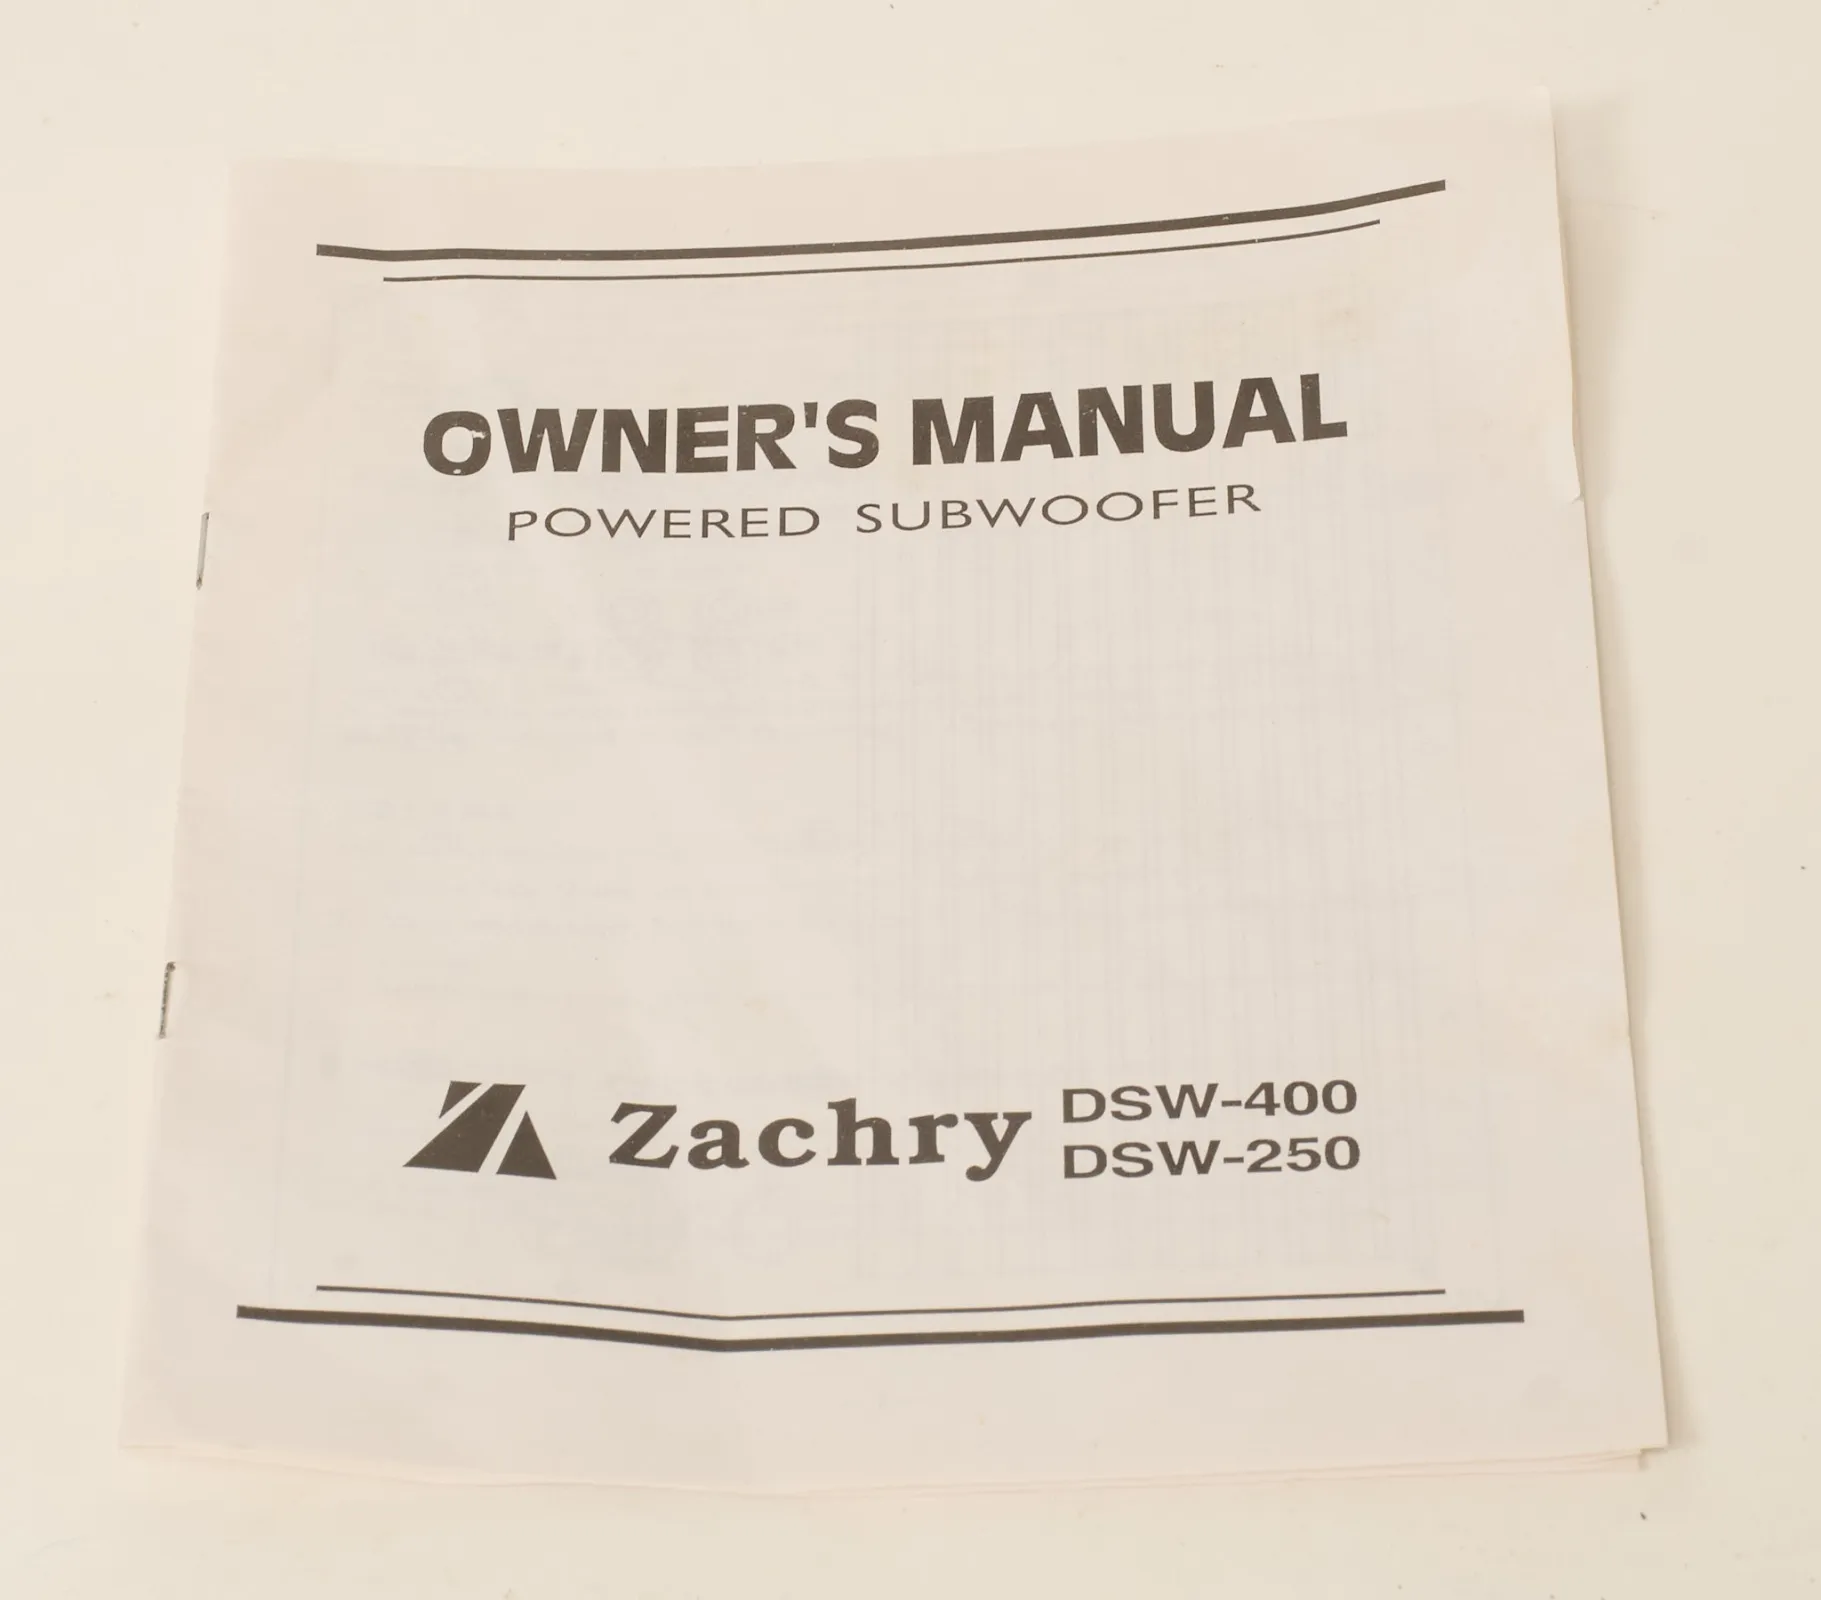 OWNER'S MANUAL
POWERED SUBWOOFER
Zachry DSW-400
DSW-250